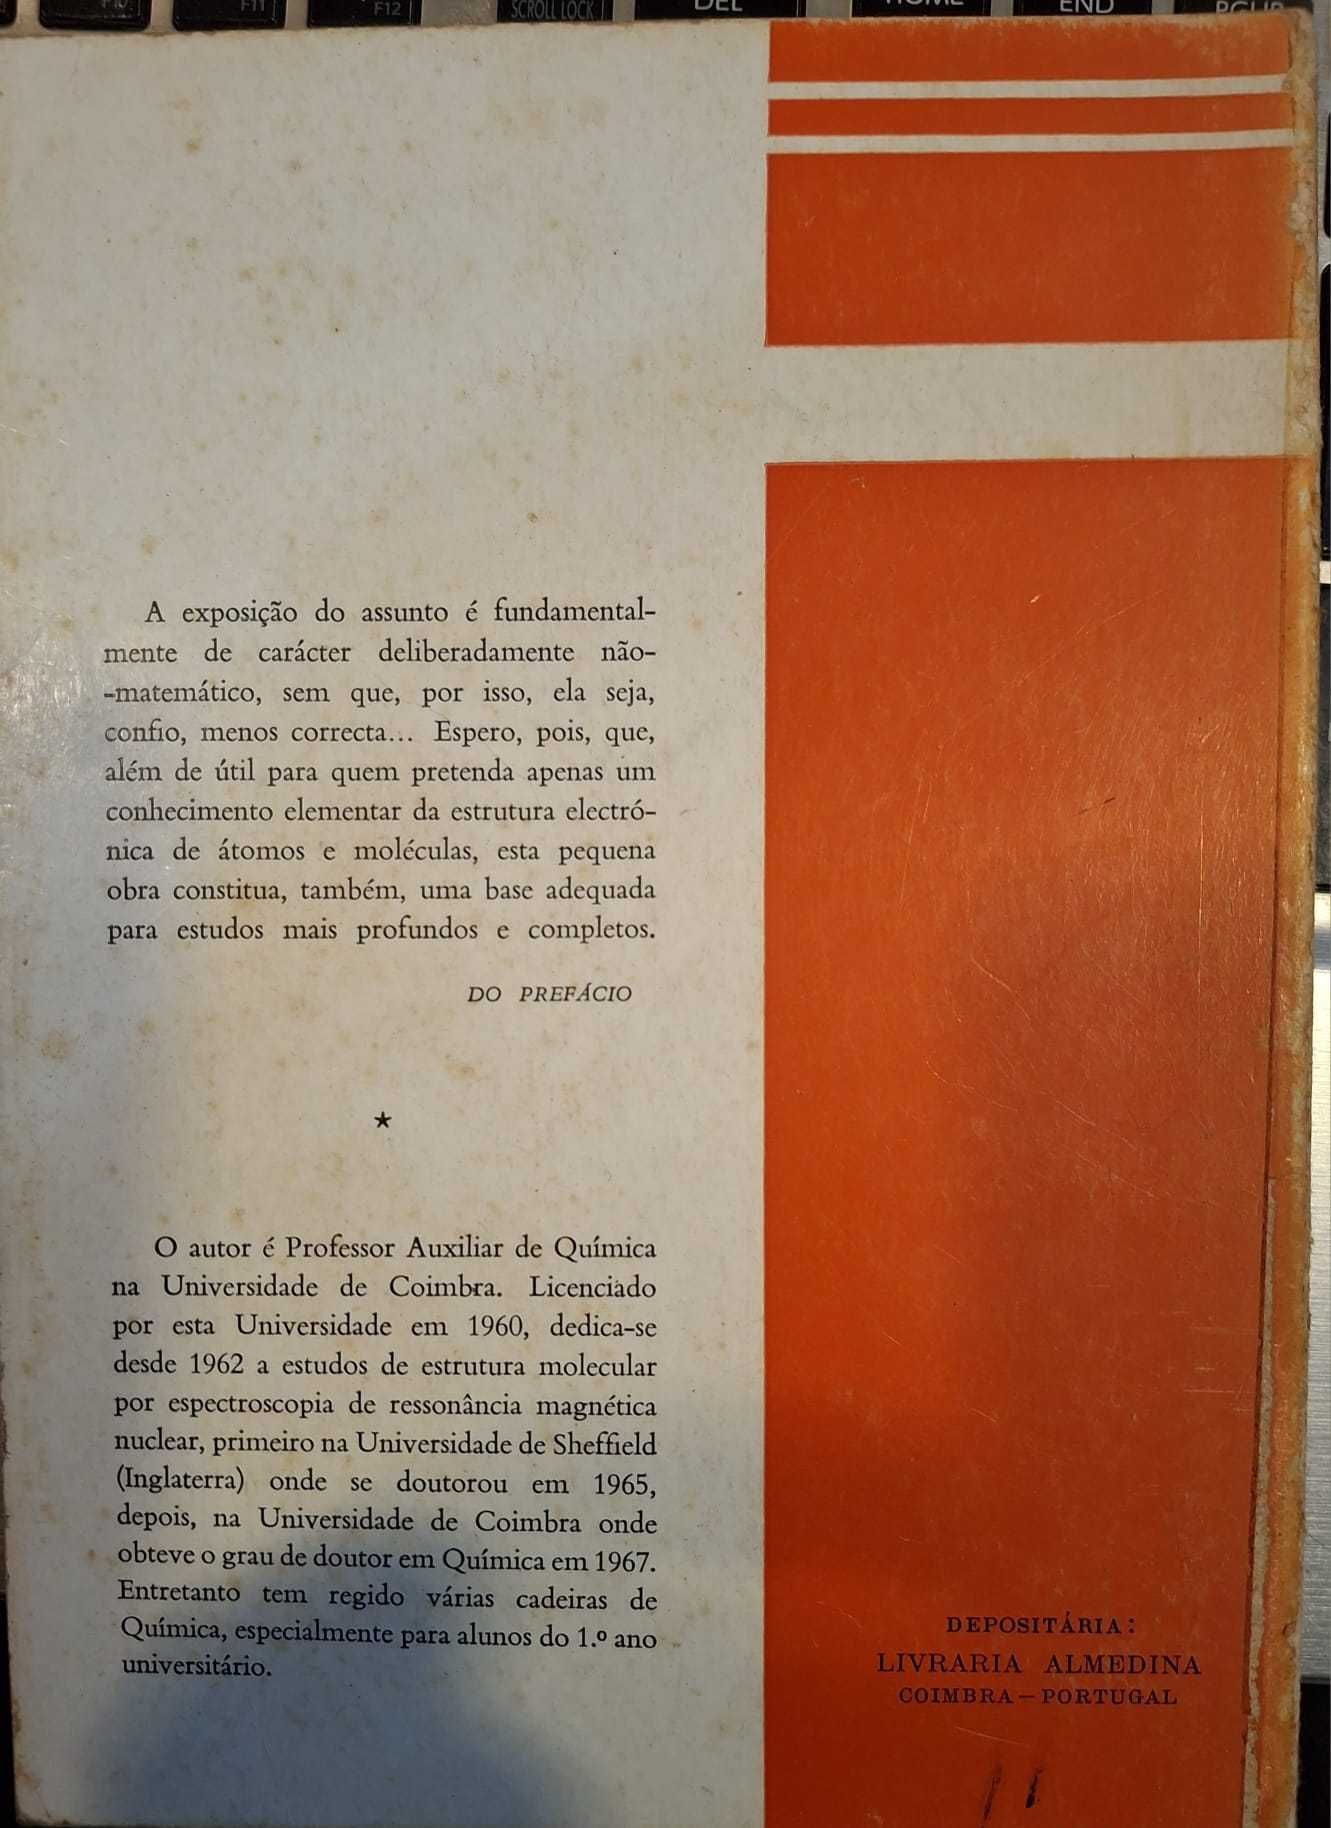 F10
F11
F12
SCROLL LOCK
DEL
HOME
END
PGUP
A exposição do assunto é fundamental-
mente de carácter deliberadamente não-
-matemático, sem que, por isso, ela seja,
confio, menos correcta... Espero, pois, que,
além de útil para quem pretenda apenas um
conhecimento elementar da estrutura electró-
nica de átomos e moléculas, esta pequena
obra constitua, também, uma base adequada
para estudos mais profundos e completos.
DO PREFÁCIO
O autor é Professor Auxiliar de Química
na Universidade de Coimbra. Licenciado
por esta Universidade em 1960, dedica-se
desde 1962 a estudos de estrutura molecular
por espectroscopia de ressonância magnética
nuclear, primeiro na Universidade de Sheffield
(Inglaterra) onde se doutorou em 1965,
depois, na Universidade de Coimbra onde
obteve o grau de doutor em Química em 1967.
Entretanto tem regido várias cadeiras de
Química, especialmente para alunos do 1.º ano
universitário.
DEPOSITÁRIA:
LIVRARIA ALMEDINA
COIMBRA — PORTUGAL